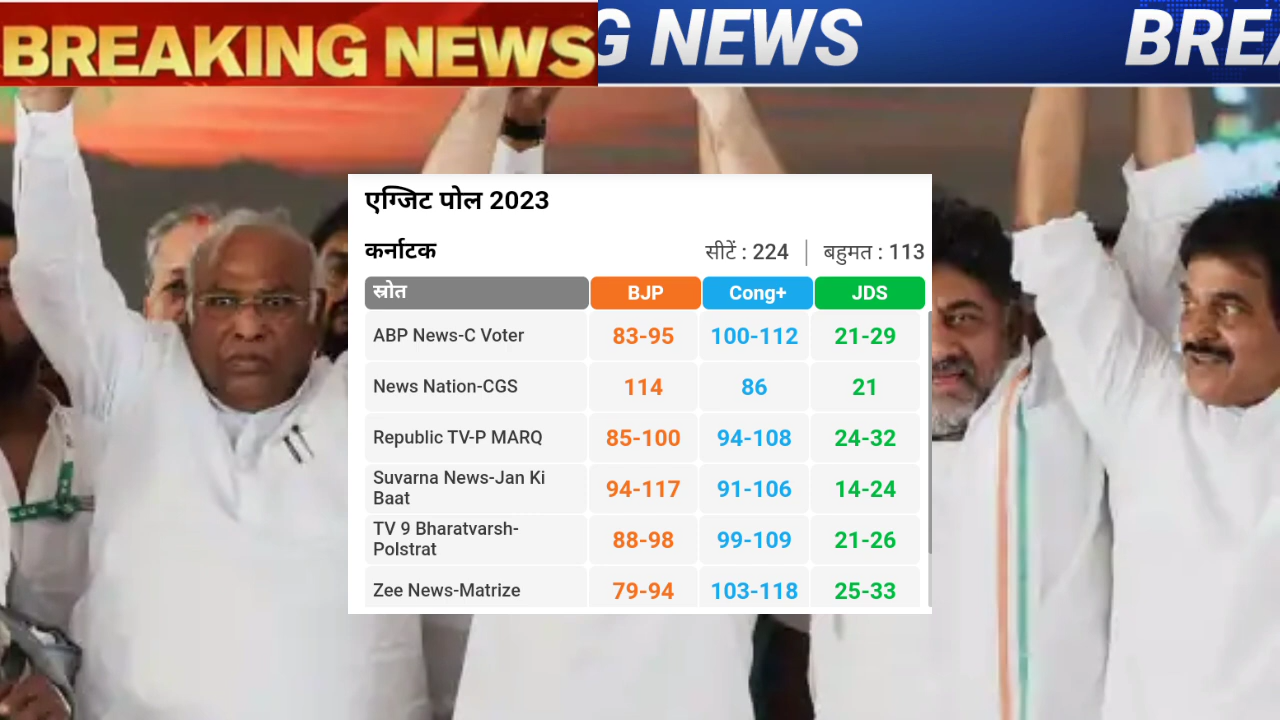 BREAKING NEWS
G NEWS
BREA
एग्जिट पोल 2023
कर्नाटक सीटें : 224 | बहुमत : 113
स्रोत BJP Cong+ JDS
ABP News-C Voter 83-95 100-112 21-29
News Nation-CGS 114 86 21
Republic TV-P MARQ 85-100 94-108 24-32
Suvarna News-Jan Ki
Baat 94-117 91-106 14-24
TV 9 Bharatvarsh-
Polstrat 88-98 99-109 21-26
Zee News-Matrize 79-94 103-118 25-33